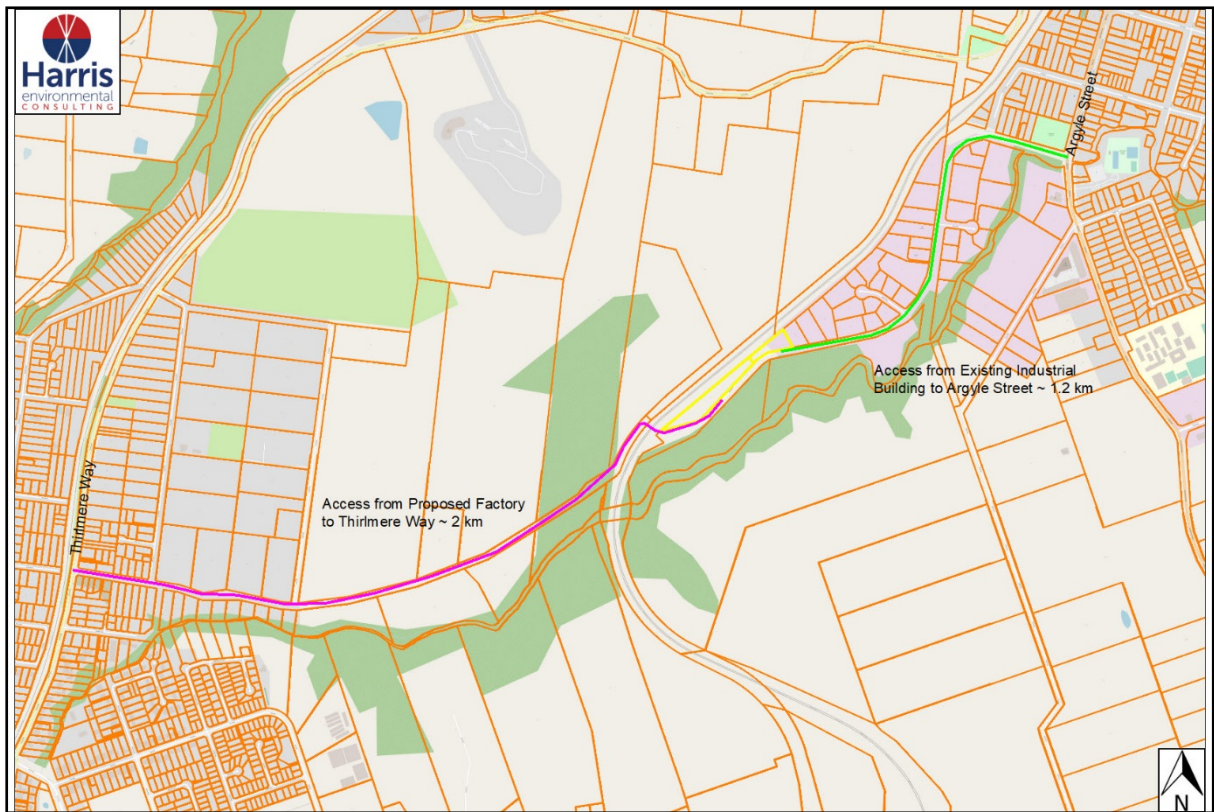 Harris
environmental
CONSULTING
Argyle Street
Access from Existing Industrial
Building to Argyle Street ~ 1.2 km
Access from Proposed Factory
to Thirlmere Way ~ 2 km
Thirlmere Way
N